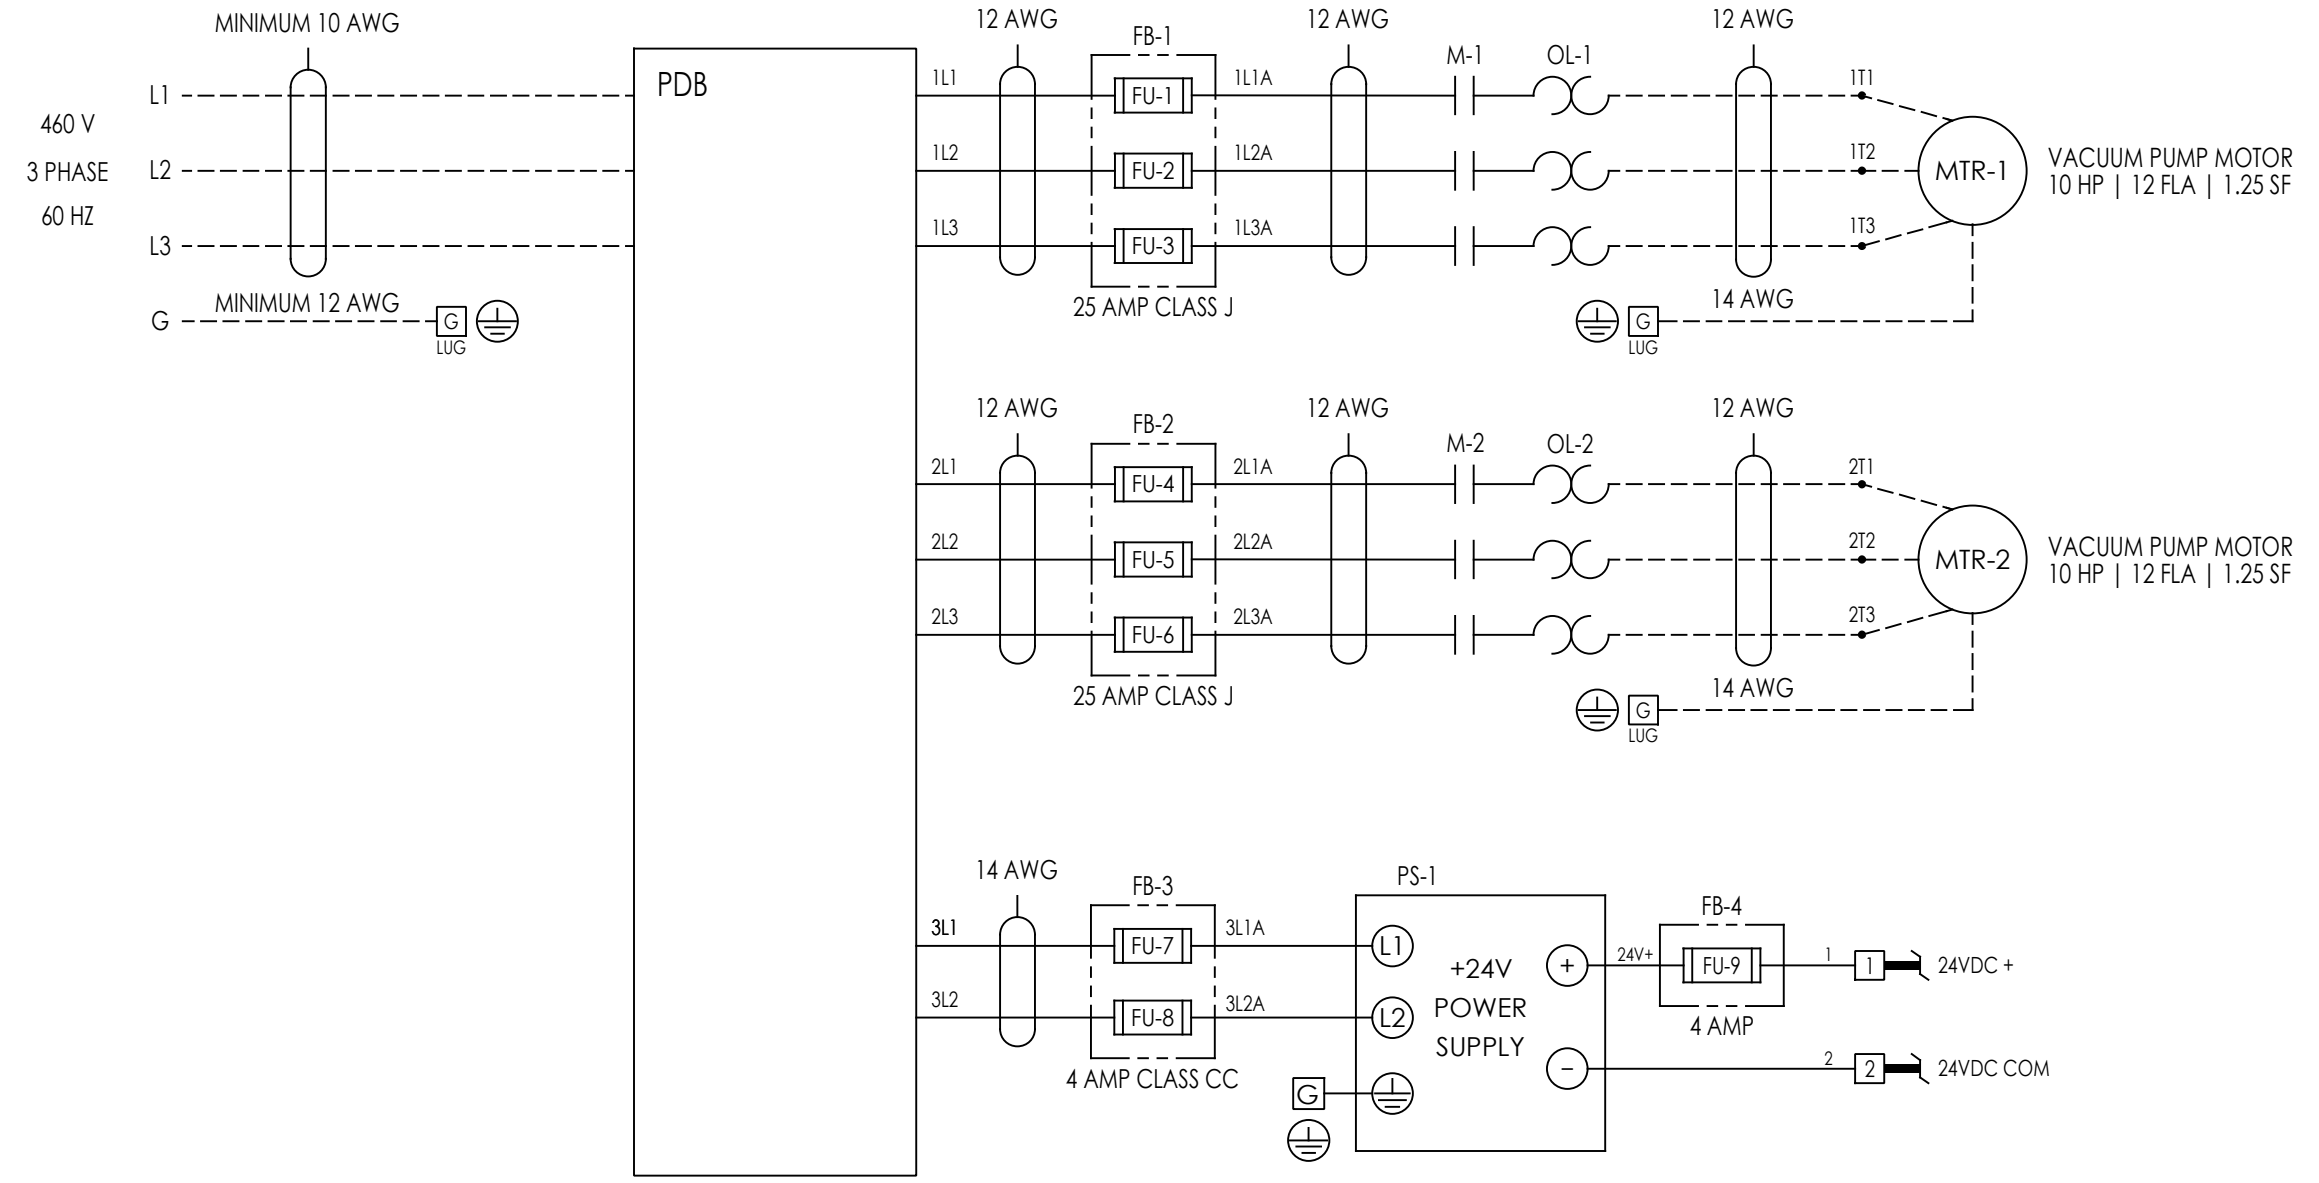 MINIMUM 10 AWG
L1
460 V
3 PHASE
L2
60 HZ
L3
MINIMUM 12 AWG
G
G
LUG
PDB
12 AWG
FB-1
12 AWG
M-1
OL-1
12 AWG
1L1
FU-1
1L1A
1T1
1L2
FU-2
1L2A
1T2
1L3
FU-3
1L3A
1T3
MTR-1
VACUUM PUMP MOTOR
10 HP | 12 FLA | 1.25 SF
25 AMP CLASS J
14 AWG
G
LUG
12 AWG
FB-2
12 AWG
M-2
OL-2
12 AWG
2L1
FU-4
2L1A
2T1
2L2
FU-5
2L2A
2T2
2L3
FU-6
2L3A
2T3
MTR-2
VACUUM PUMP MOTOR
10 HP | 12 FLA | 1.25 SF
25 AMP CLASS J
14 AWG
G
LUG
14 AWG
FB-3
PS-1
3L1
FU-7
3L1A
L1
3L2
FU-8
3L2A
L2
4 AMP CLASS CC
G
+24V
POWER
SUPPLY
+
−
FB-4
24V+
FU-9
1
1
24VDC +
4 AMP
2
2
24VDC COM